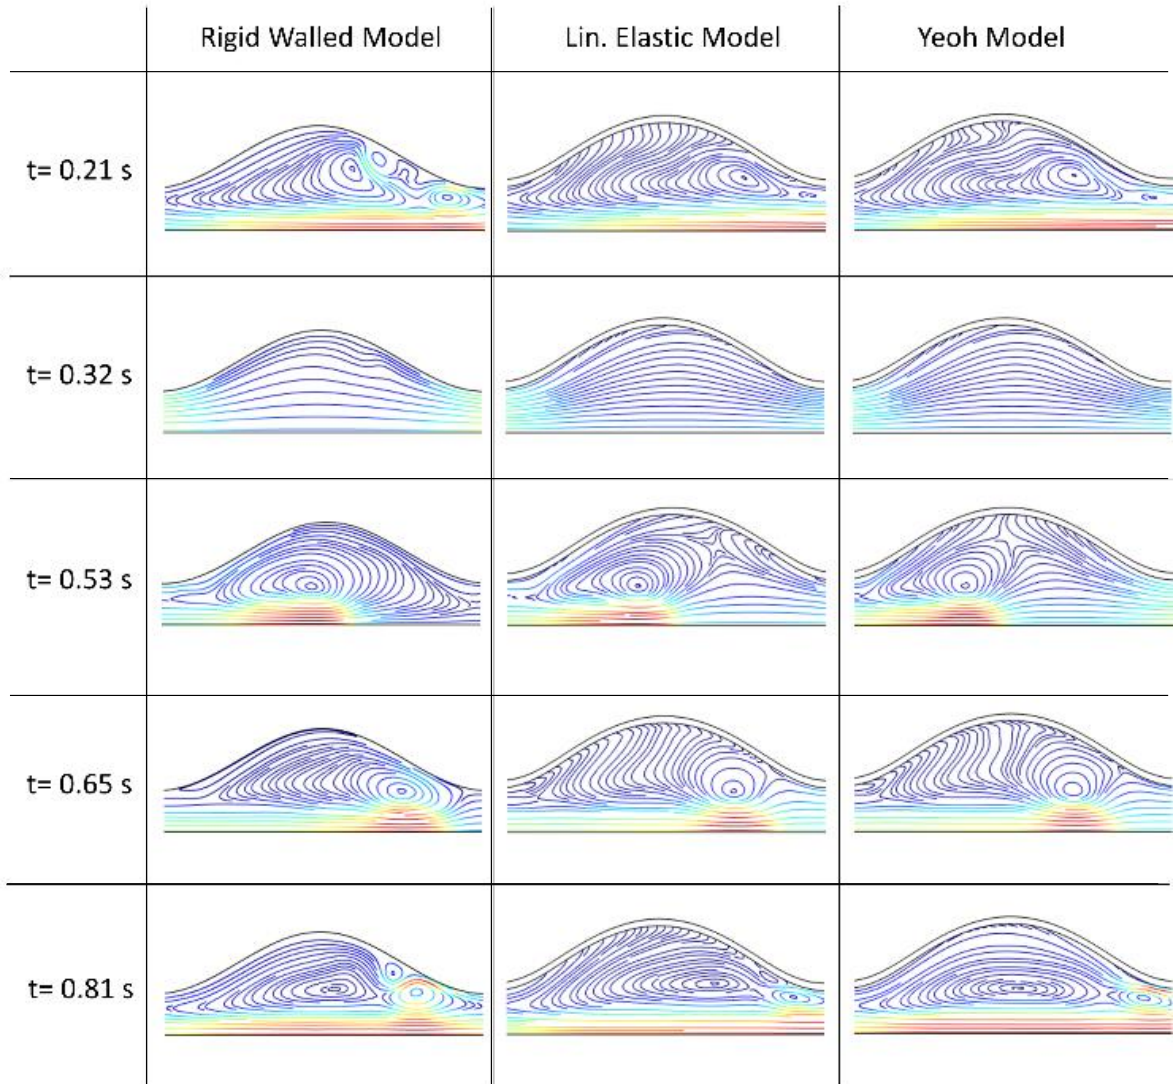 Rigid Walled Model
Lin. Elastic Model
Yeoh Model
t= 0.21 s
t= 0.32 s
t= 0.53 s
t= 0.65 s
t= 0.81 s